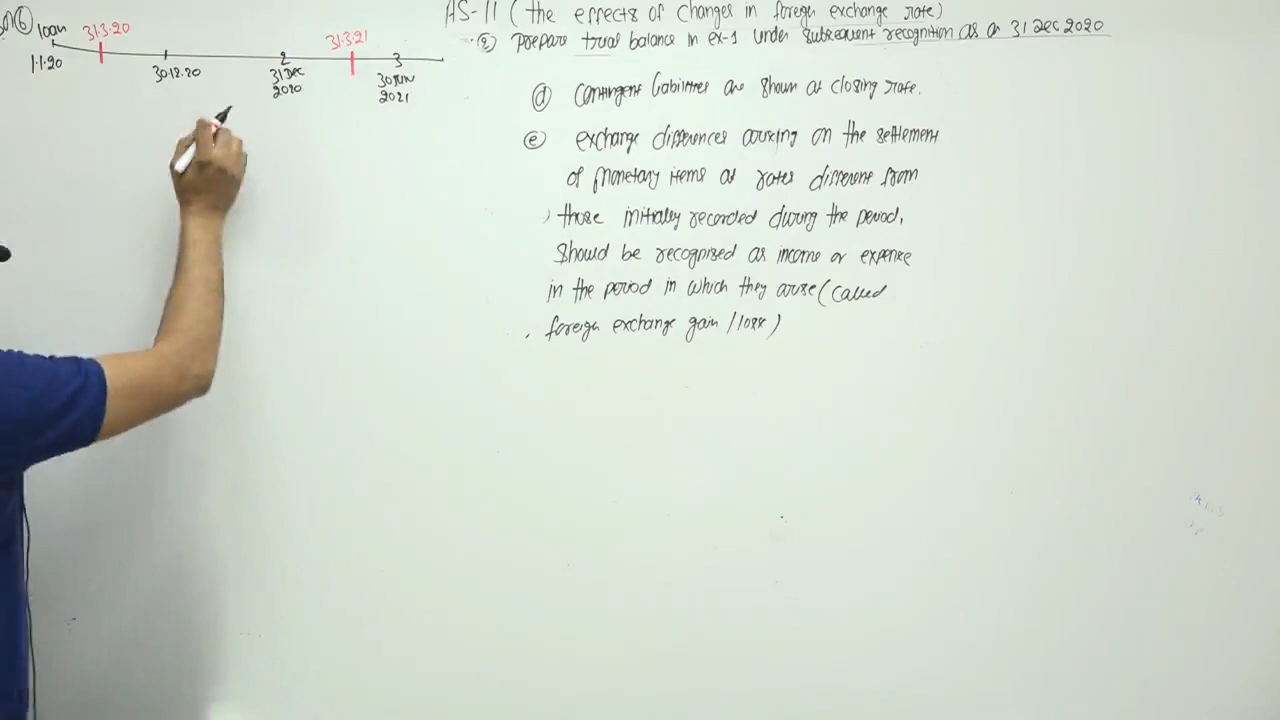 AS-11 (the effects of changes in foreign exchange rate)
Q) Prepare trial balance in ex-1 under subsequent recognition as a 31 Dec 2020
⑥ loan 31.3.20 31.3.21
1.1.20 30.12.20 2 31 Dec 2020 3 30 Jun 2021
(d) Contingent liabilities are shown at closing rate.
(e) exchange differences arising on the settlement
of monetary items at rates different from
those initially recorded during the period,
Should be recognised as income or expense
in the period in which they arise (called
foreign exchange gain / loss)